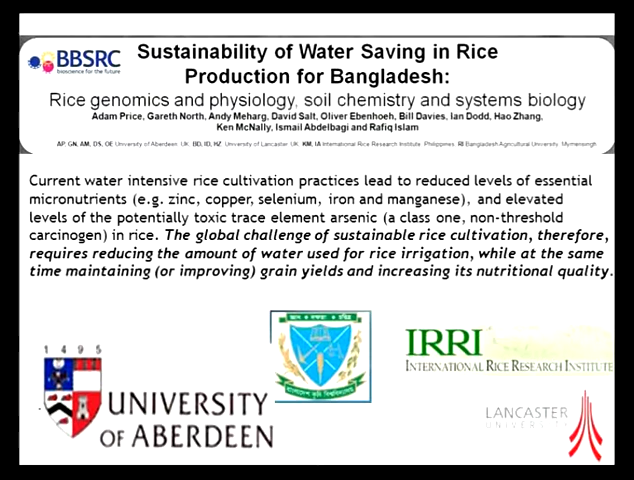 BBSRC
bioscience for the future
Sustainability of Water Saving in Rice
Production for Bangladesh:
Rice genomics and physiology, soil chemistry and systems biology
Adam Price, Gareth North, Andy Meharg, David Salt, Oliver Ebenhoeh, Bill Davies, Ian Dodd, Hao Zhang,
Ken McNally, Ismail Abdelbagi and Rafiq Islam
AP, GN, AM, DS, OE University of Aberdeen UK. BD, ID, HZ University of Lancaster UK. KM, IA International Rice Research Institute Philippines. RI Bangladesh Agricultural University Mymensingh
Current water intensive rice cultivation practices lead to reduced levels of essential
micronutrients (e.g. zinc, copper, selenium, iron and manganese), and elevated
levels of the potentially toxic trace element arsenic (a class one, non-threshold
carcinogen) in rice. The global challenge of sustainable rice cultivation, therefore,
requires reducing the amount of water used for rice irrigation, while at the same
time maintaining (or improving) grain yields and increasing its nutritional quality.
1495
UNIVERSITY
OF ABERDEEN
IRRI
INTERNATIONAL RICE RESEARCH INSTITUTE
LANCASTER
UNIVERSITY